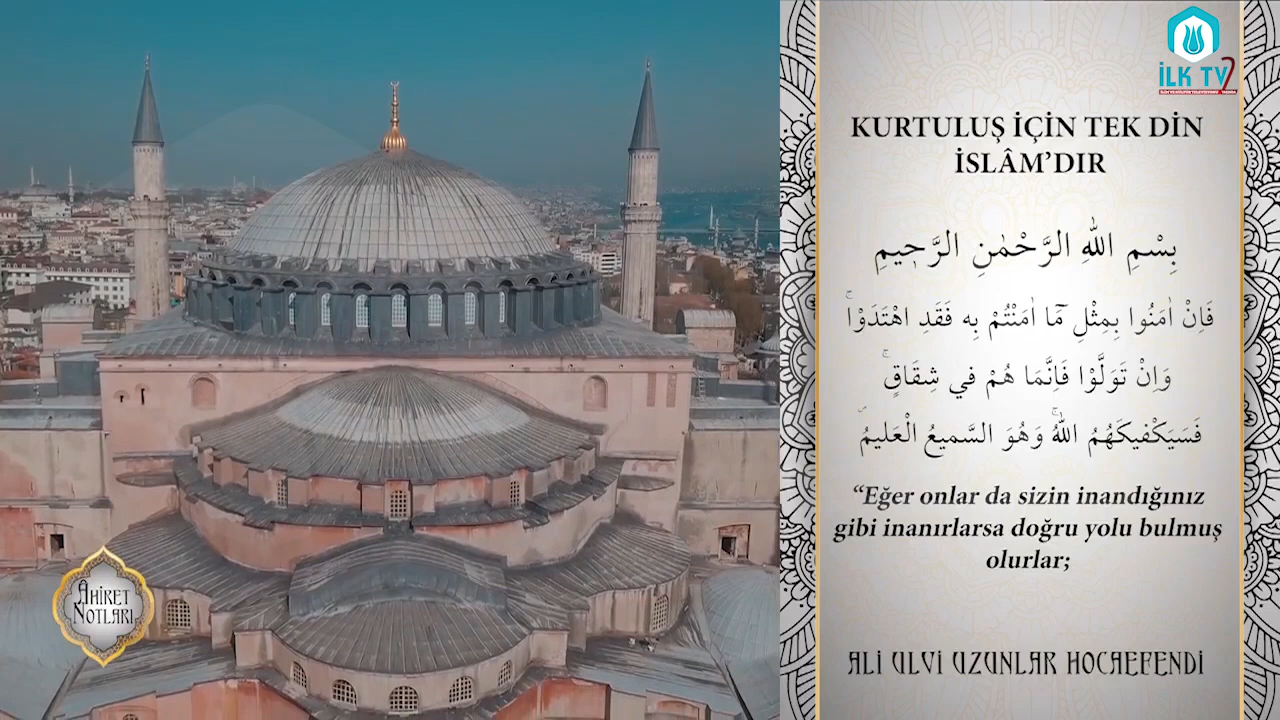 İLK TV 2
KURTULUŞ İÇİN TEK DİN
İSLÂM’DIR
بِسْمِ اللّٰهِ الرَّحْمٰنِ الرَّح۪يمِ
فَاِنْ اٰمَنُوا بِمِثْلِ مَٓا اٰمَنْتُمْ بِه۪ فَقَدِ اهْتَدَوْاۚ
وَاِنْ تَوَلَّوْا فَاِنَّمَا هُمْ ف۪ي شِقَاقٍۚ
فَسَيَكْف۪يكَهُمُ اللّٰهُۚ وَهُوَ السَّم۪يعُ الْعَل۪يمُ
“Eğer onlar da sizin inandığınız
gibi inanırlarsa doğru yolu bulmuş
olurlar;
AHİRET
NOTLARI
ALİ ULVİ UZUNLAR HOCAEFENDİ